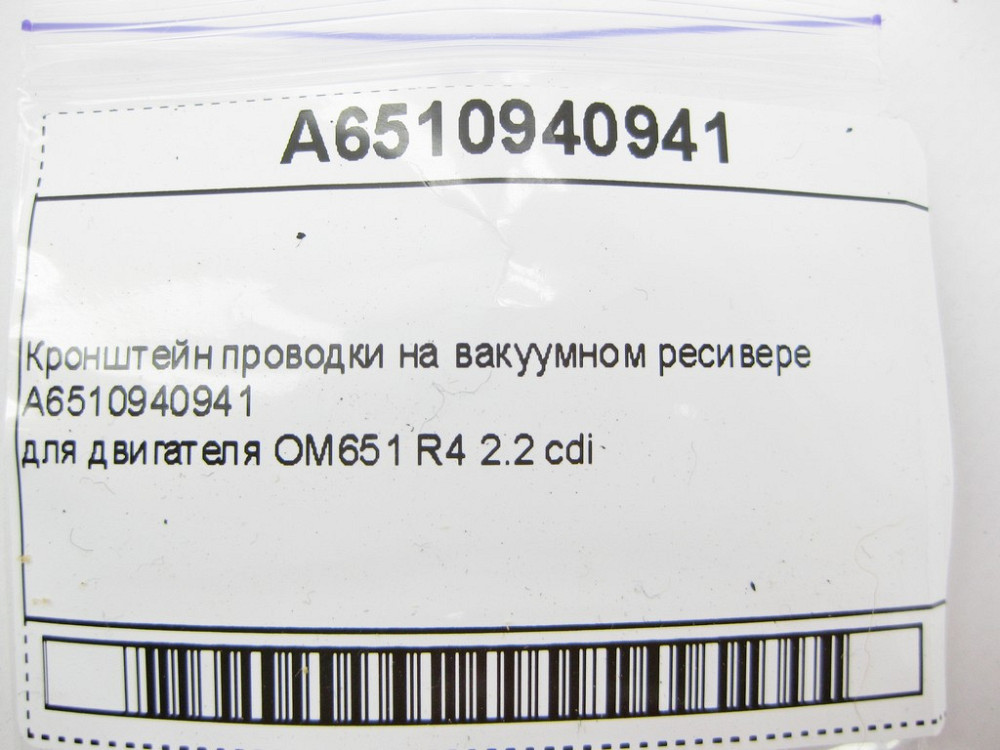 A6510940941
Кронштейн проводки на вакуумном ресивере
A6510940941
для двигателя OM651 R4 2.2 cdi